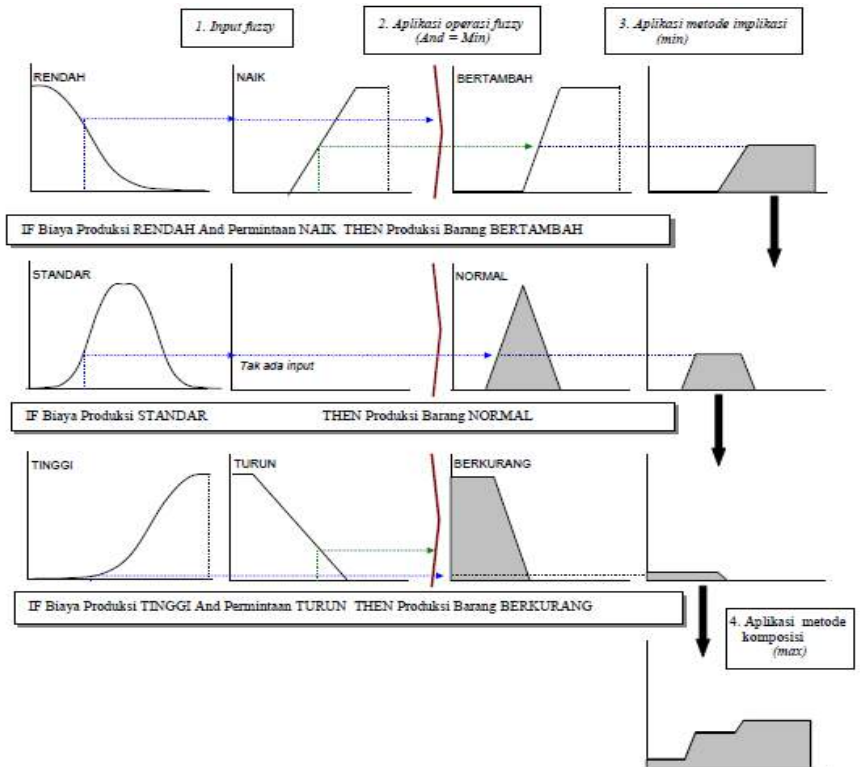 1. Input fuzzy
2. Aplikasi operasi fuzzy
(And = Min)
3. Aplikasi metode implikasi
(min)
RENDAH
NAIK
BERTAMBAH
IF Biaya Produksi RENDAH And Permintaan NAIK THEN Produksi Barang BERTAMBAH
STANDAR
NORMAL
Tak ada input
IF Biaya Produksi STANDAR THEN Produksi Barang NORMAL
TINGGI
TURUN
BERKURANG
IF Biaya Produksi TINGGI And Permintaan TURUN THEN Produksi Barang BERKURANG
4. Aplikasi metode
komposisi
(max)